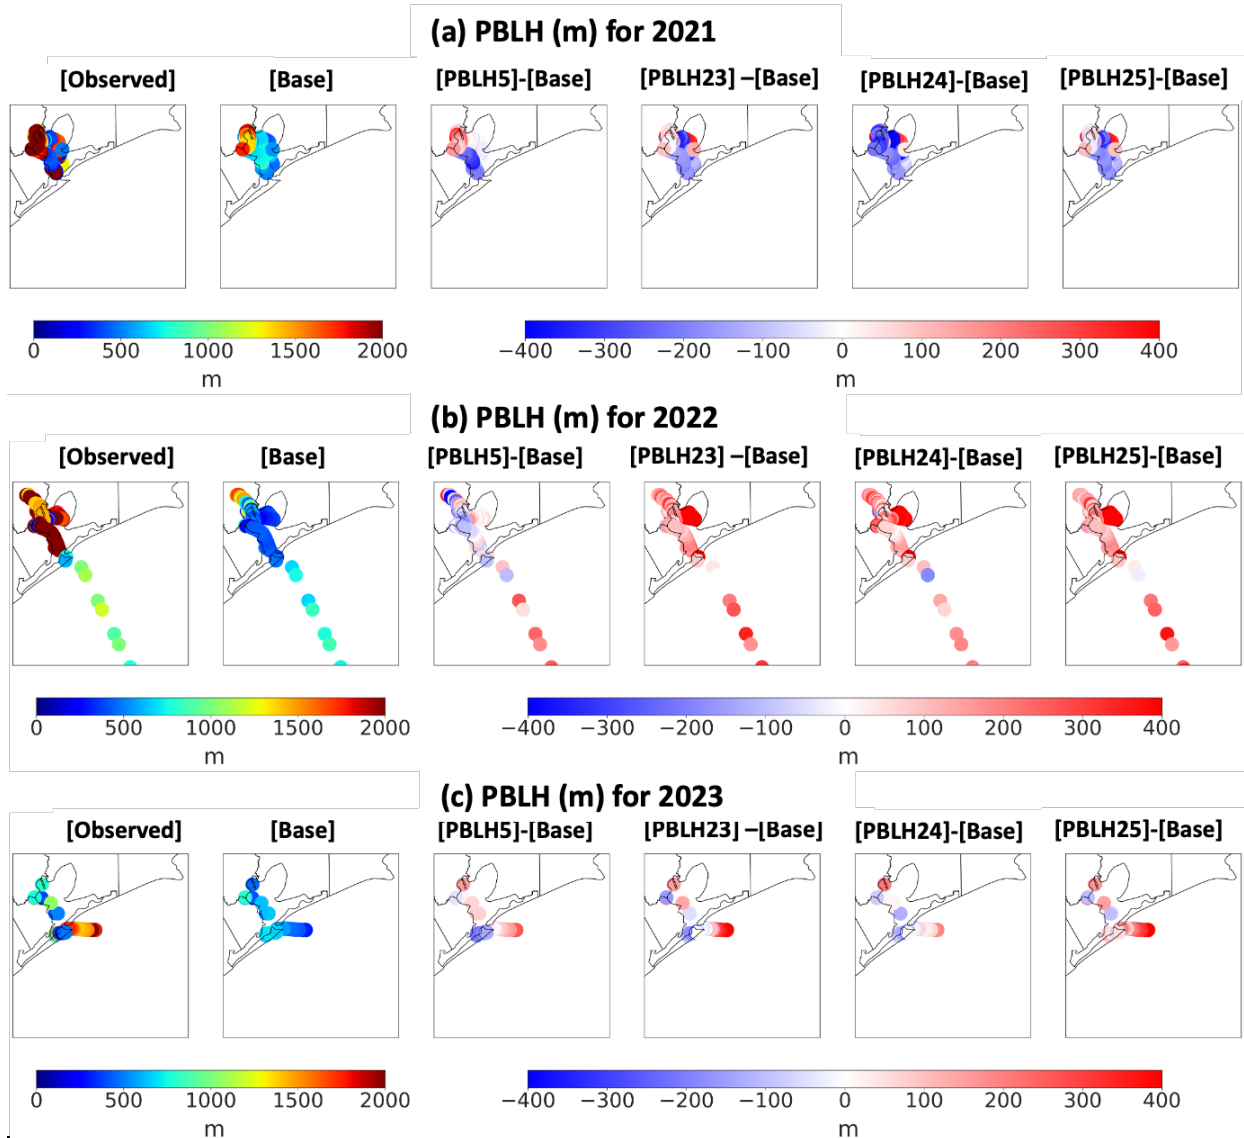 (a) PBLH (m) for 2021
[Observed] [Base] [PBLH5]-[Base] [PBLH23] –[Base] [PBLH24]-[Base] [PBLH25]-[Base]
0 500 1000 1500 2000 −400 −300 −200 −100 0 100 200 300 400
m m
(b) PBLH (m) for 2022
[Observed] [Base] [PBLH5]-[Base] [PBLH23] –[Base] [PBLH24]-[Base] [PBLH25]-[Base]
0 500 1000 1500 2000 −400 −300 −200 −100 0 100 200 300 400
m m
(c) PBLH (m) for 2023
[Observed] [Base] [PBLH5]-[Base] [PBLH23] –[Base] [PBLH24]-[Base] [PBLH25]-[Base]
0 500 1000 1500 2000 −400 −300 −200 −100 0 100 200 300 400
m m